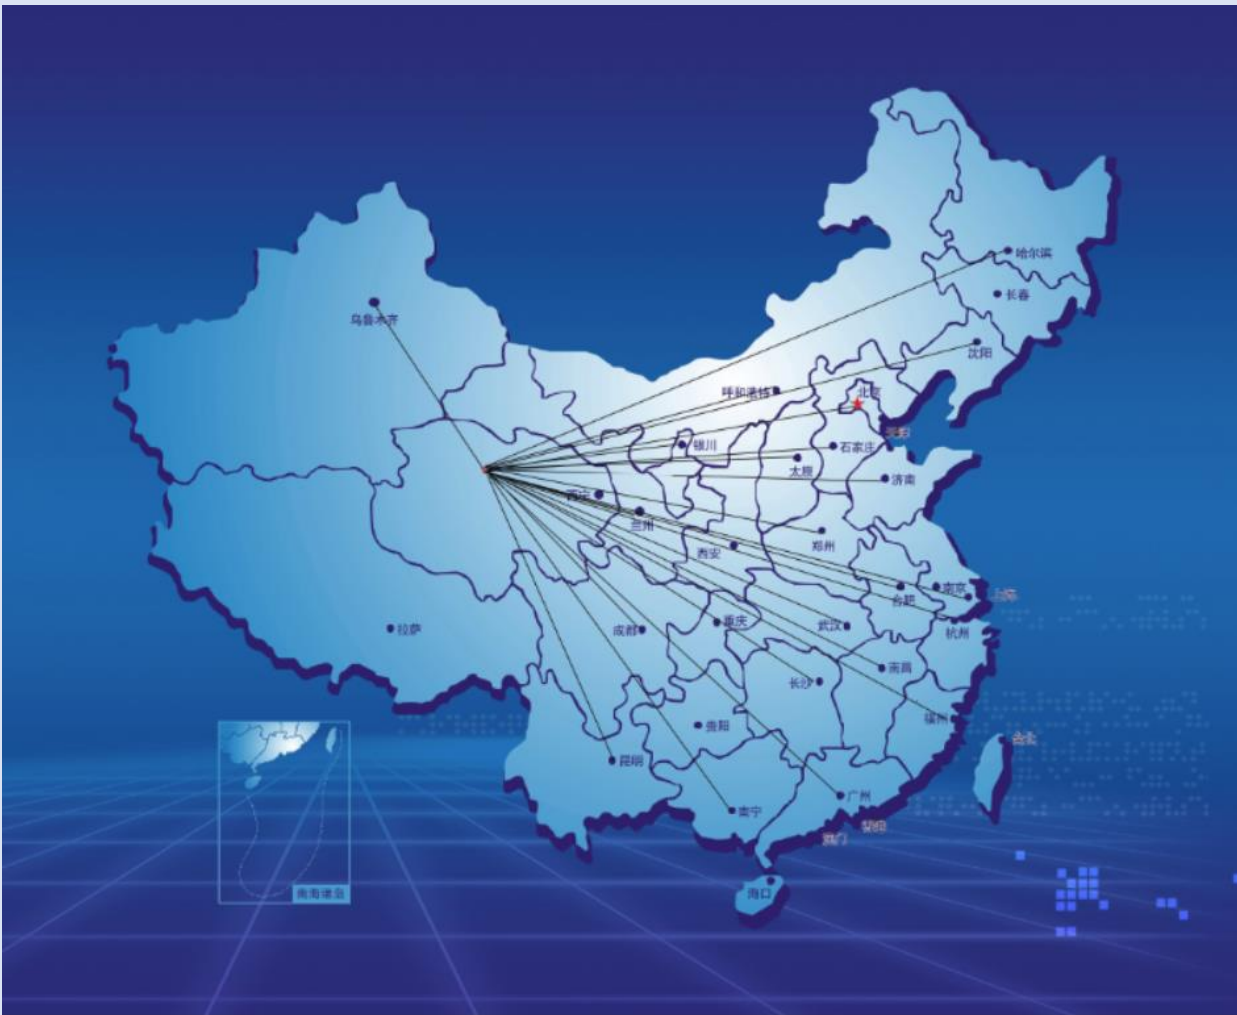 哈尔滨
长春
乌鲁木齐
沈阳
呼和浩特
北京
银川
石家庄
太原
济南
西宁
兰州
郑州
西安
南京
合肥
上海
成都
重庆
武汉
杭州
拉萨
南昌
长沙
福州
贵阳
台北
昆明
广州
南宁
香港
澳门
海口
南海诸岛